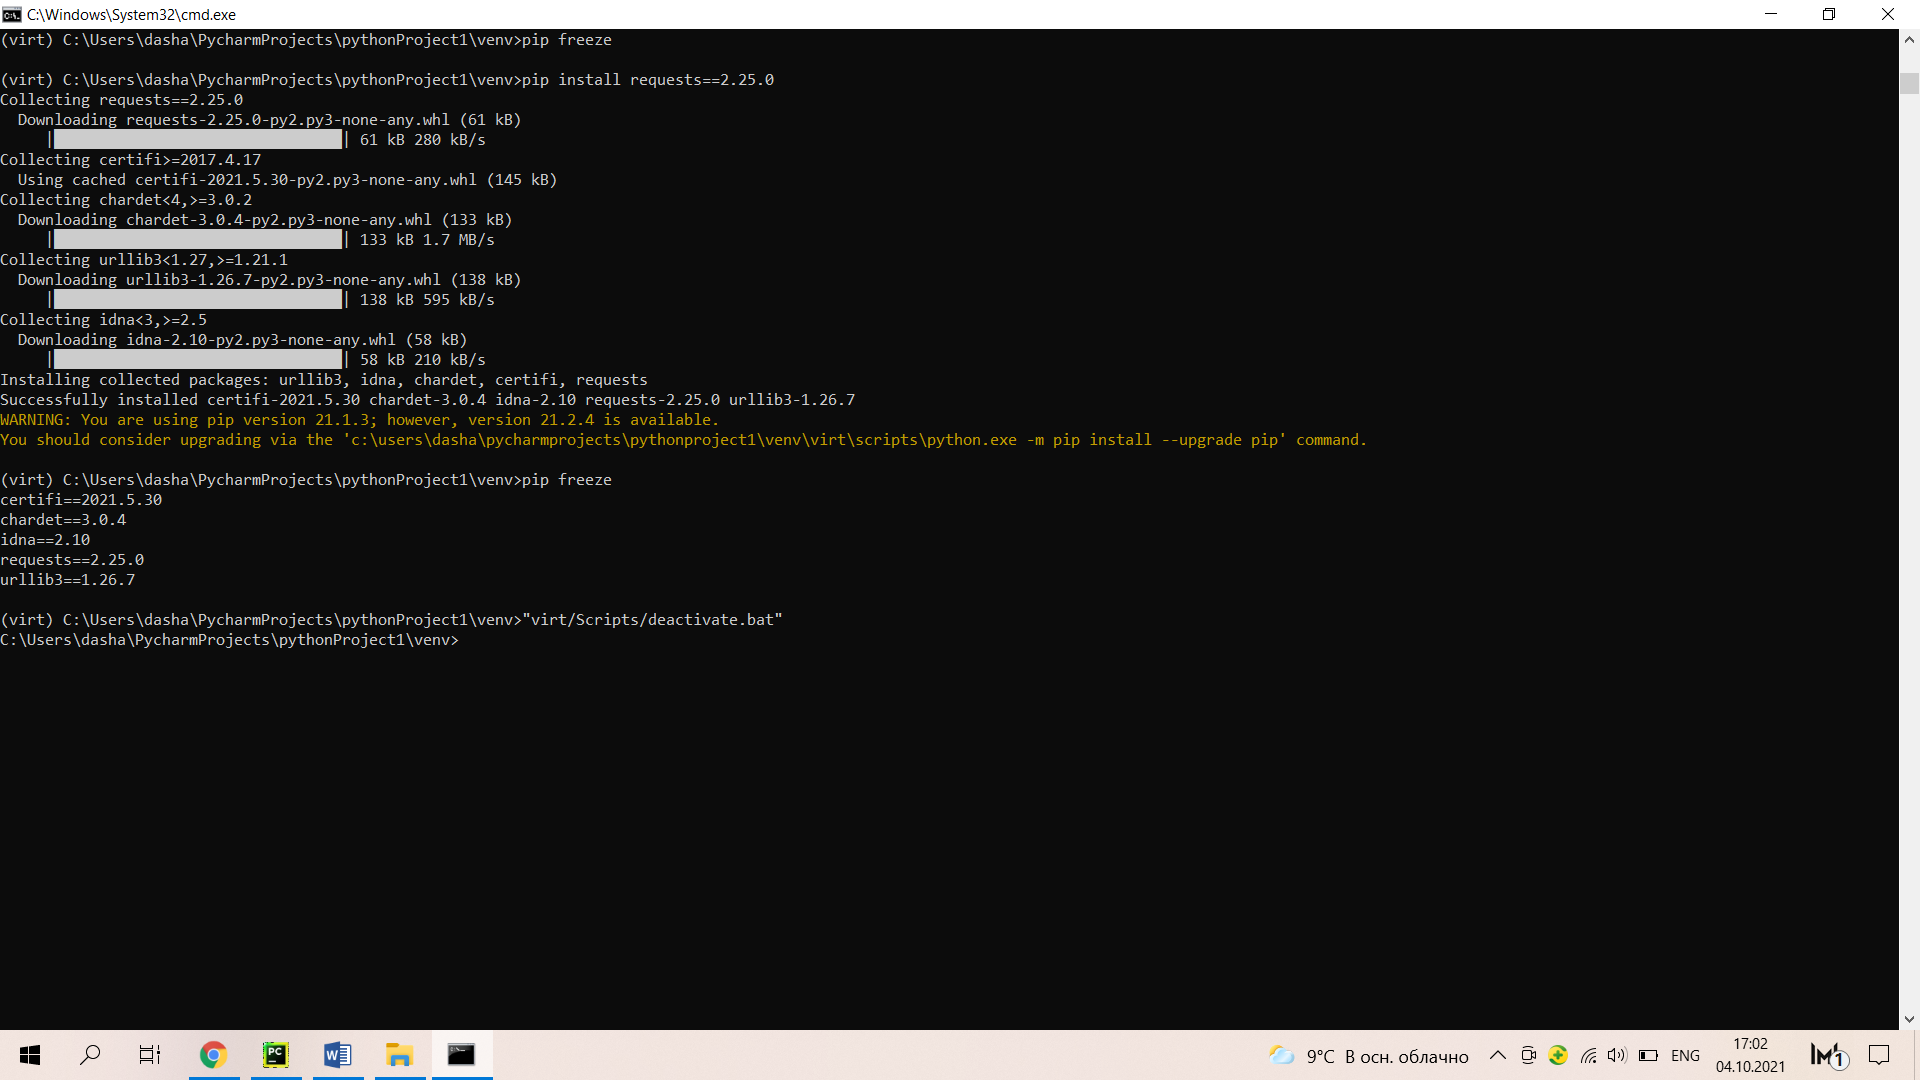 C:\Windows\System32\cmd.exe
(virt) C:\Users\dasha\PycharmProjects\pythonProject1\venv>pip freeze
(virt) C:\Users\dasha\PycharmProjects\pythonProject1\venv>pip install requests==2.25.0
Collecting requests==2.25.0
  Downloading requests-2.25.0-py2.py3-none-any.whl (61 kB)
     |████████████████████████████████| 61 kB 280 kB/s
Collecting certifi>=2017.4.17
  Using cached certifi-2021.5.30-py2.py3-none-any.whl (145 kB)
Collecting chardet<4,>=3.0.2
  Downloading chardet-3.0.4-py2.py3-none-any.whl (133 kB)
     |████████████████████████████████| 133 kB 1.7 MB/s
Collecting urllib3<1.27,>=1.21.1
  Downloading urllib3-1.26.7-py2.py3-none-any.whl (138 kB)
     |████████████████████████████████| 138 kB 595 kB/s
Collecting idna<3,>=2.5
  Downloading idna-2.10-py2.py3-none-any.whl (58 kB)
     |████████████████████████████████| 58 kB 210 kB/s
Installing collected packages: urllib3, idna, chardet, certifi, requests
Successfully installed certifi-2021.5.30 chardet-3.0.4 idna-2.10 requests-2.25.0 urllib3-1.26.7
WARNING: You are using pip version 21.1.3; however, version 21.2.4 is available.
You should consider upgrading via the 'c:\users\dasha\pycharmprojects\pythonproject1\venv\virt\scripts\python.exe -m pip install --upgrade pip' command.
(virt) C:\Users\dasha\PycharmProjects\pythonProject1\venv>pip freeze
certifi==2021.5.30
chardet==3.0.4
idna==2.10
requests==2.25.0
urllib3==1.26.7
(virt) C:\Users\dasha\PycharmProjects\pythonProject1\venv>"virt/Scripts/deactivate.bat"
C:\Users\dasha\PycharmProjects\pythonProject1\venv>
PC
W
9°C В осн. облачно
ENG
17:02
04.10.2021
1